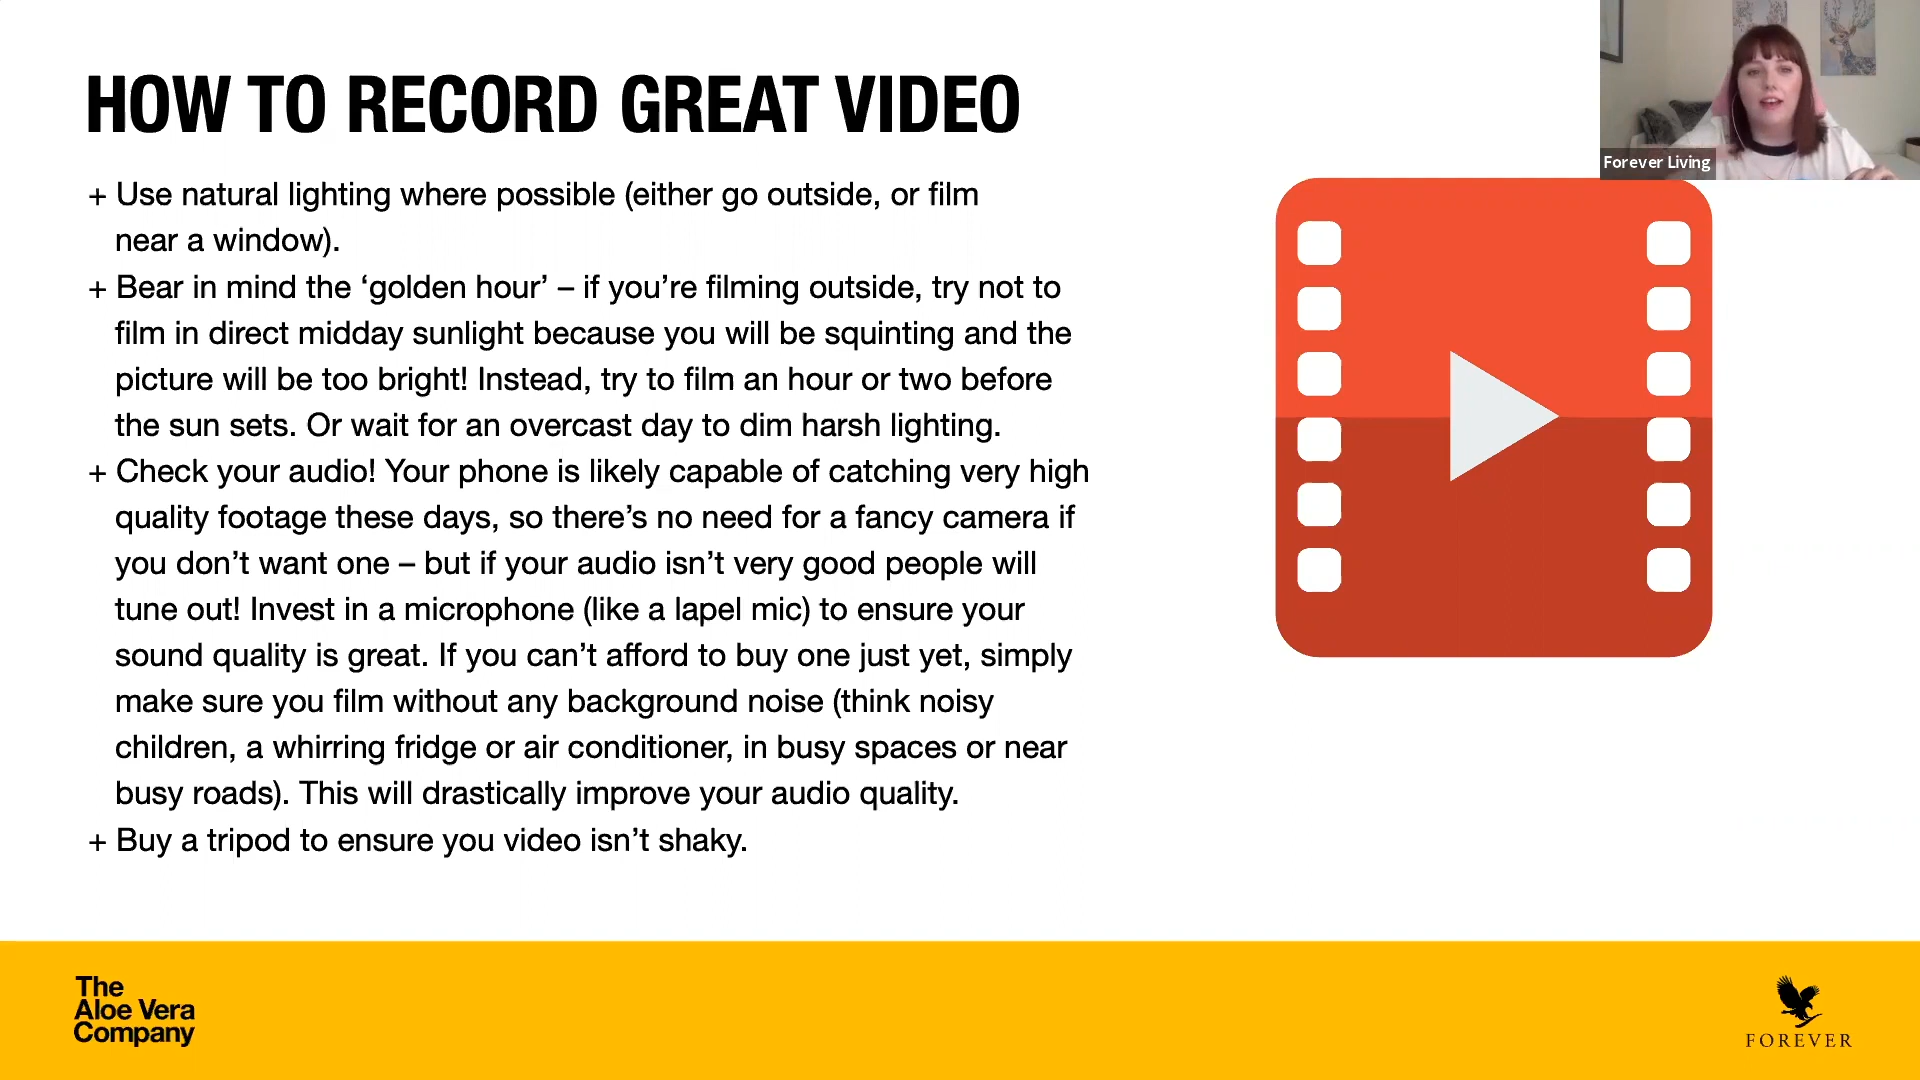 HOW TO RECORD GREAT VIDEO
Forever Living
+ Use natural lighting where possible (either go outside, or film
near a window).
+ Bear in mind the ‘golden hour’ – if you’re filming outside, try not to
film in direct midday sunlight because you will be squinting and the
picture will be too bright! Instead, try to film an hour or two before
the sun sets. Or wait for an overcast day to dim harsh lighting.
+ Check your audio! Your phone is likely capable of catching very high
quality footage these days, so there’s no need for a fancy camera if
you don’t want one – but if your audio isn’t very good people will
tune out! Invest in a microphone (like a lapel mic) to ensure your
sound quality is great. If you can’t afford to buy one just yet, simply
make sure you film without any background noise (think noisy
children, a whirring fridge or air conditioner, in busy spaces or near
busy roads). This will drastically improve your audio quality.
+ Buy a tripod to ensure you video isn’t shaky.
The
Aloe Vera
Company
FOREVER